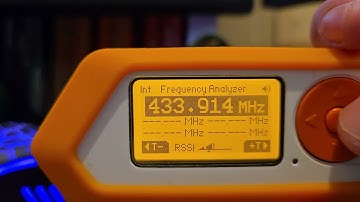 Int Frequency Analyzer
433.914 MHz
---.--- MHz ---.--- MHz
---.--- MHz ---.--- MHz
T- RSSI +T